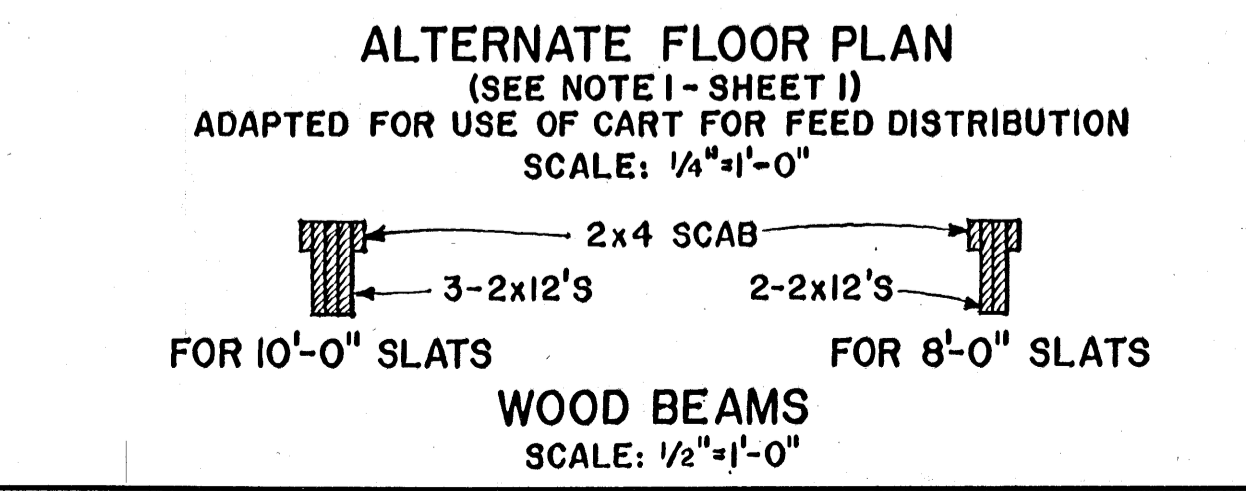 ALTERNATE FLOOR PLAN
(SEE NOTE 1 - SHEET 1)
ADAPTED FOR USE OF CART FOR FEED DISTRIBUTION
SCALE: 1/4"=1'-0"
2x4 SCAB
3-2x12'S 2-2x12'S
FOR 10'-0" SLATS FOR 8'-0" SLATS
WOOD BEAMS
SCALE: 1/2"=1'-0"